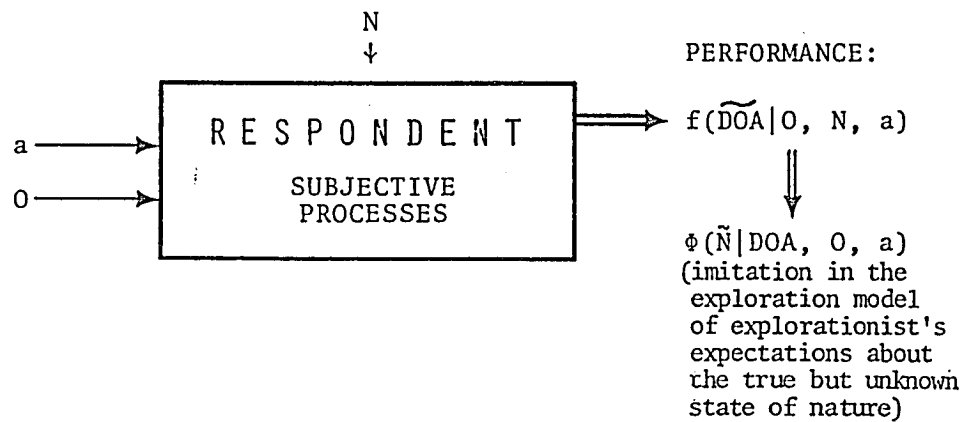 N
PERFORMANCE:
a
O
RESPONDENT
SUBJECTIVE
PROCESSES
f(D͠OA|O, N, a)
Φ(Ñ|DOA, O, a)
(imitation in the
exploration model
of explorationist's
expectations about
the true but unknown
state of nature)